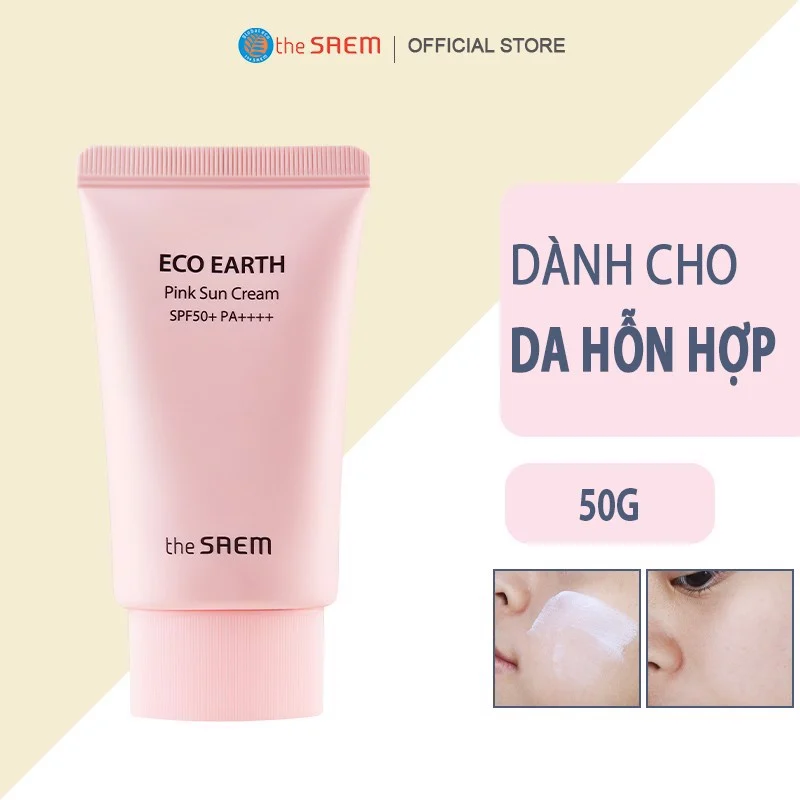 the SAEM | OFFICIAL STORE
ECO EARTH
Pink Sun Cream
SPF50+ PA++++
the SAEM
DÀNH CHO
DA HỖN HỢP
50G